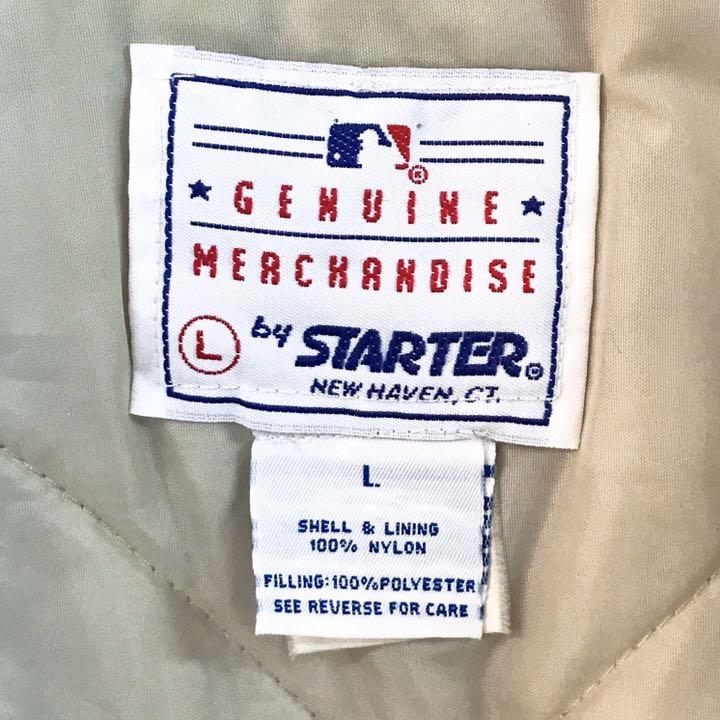 ®
GENUINE
MERCHANDISE
L by STARTER®
NEW HAVEN, CT.
L
SHELL & LINING
100% NYLON
FILLING:100%POLYESTER
SEE REVERSE FOR CARE